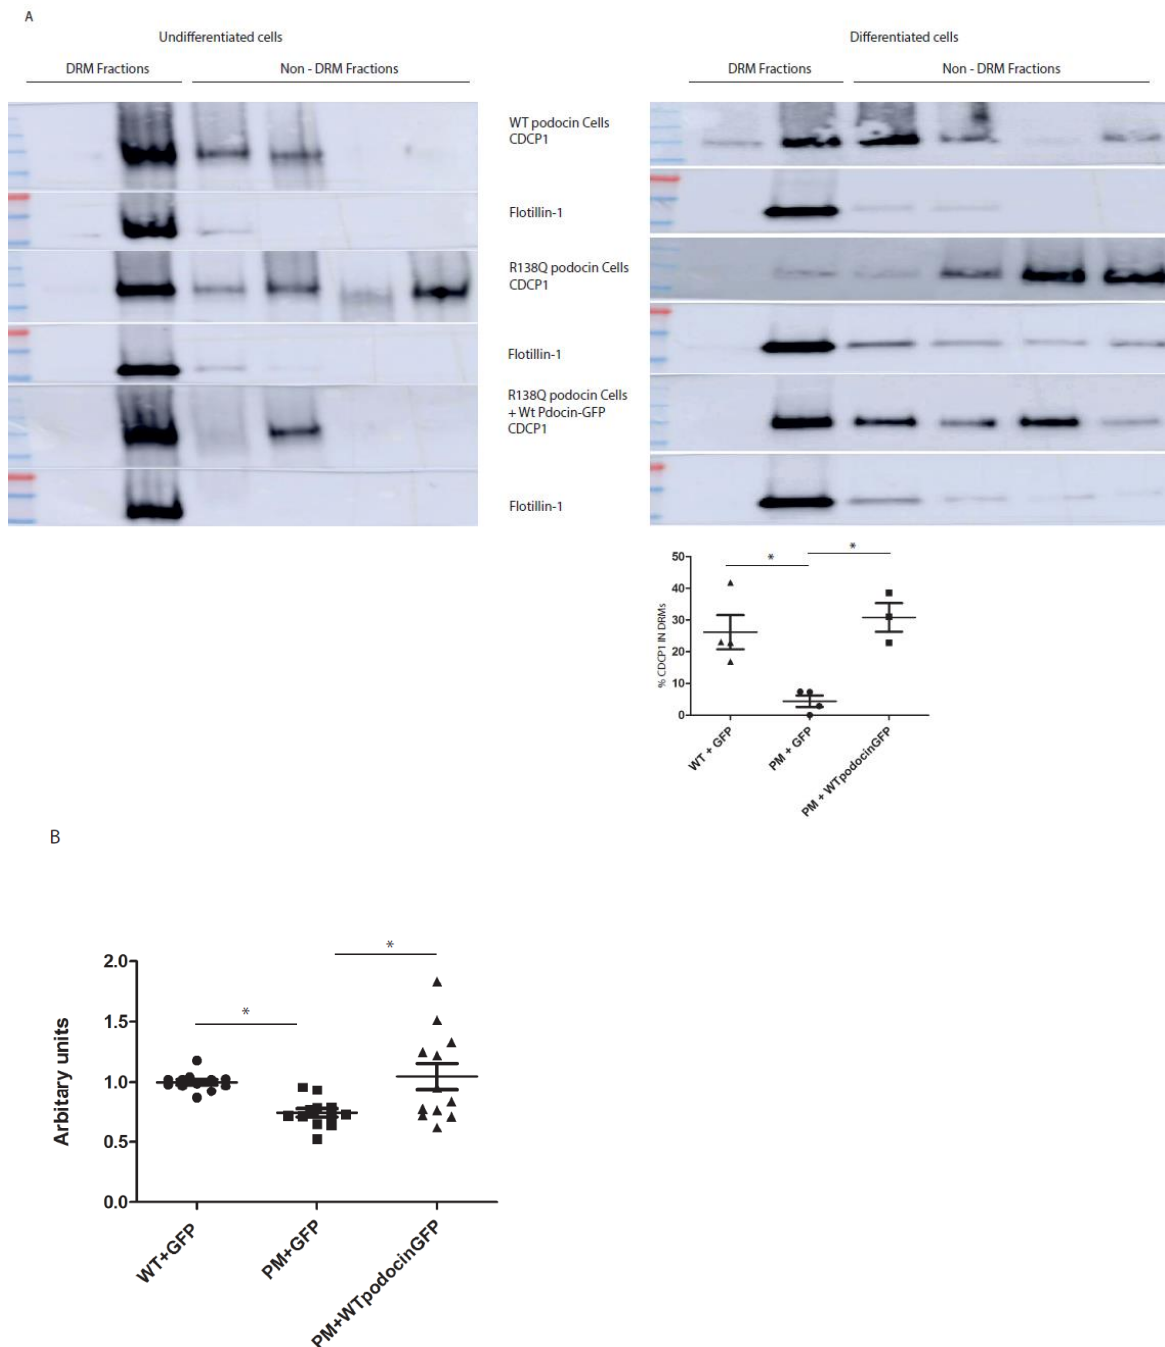 A
Undifferentiated cells
Differentiated cells
DRM Fractions
Non - DRM Fractions
DRM Fractions
Non - DRM Fractions
WT podocin Cells
CDCP1
Flotillin-1
R138Q podocin Cells
CDCP1
Flotillin-1
R138Q podocin Cells
+ Wt Pdocin-GFP
CDCP1
Flotillin-1
% CDCP1 IN DRMs
50
40
30
20
10
0
*
*
WT + GFP
PM + GFP
PM + WTpodocinGFP
B
Arbitary units
2.0
1.5
1.0
0.5
0.0
*
*
WT+GFP
PM+GFP
PM+WTpodocinGFP